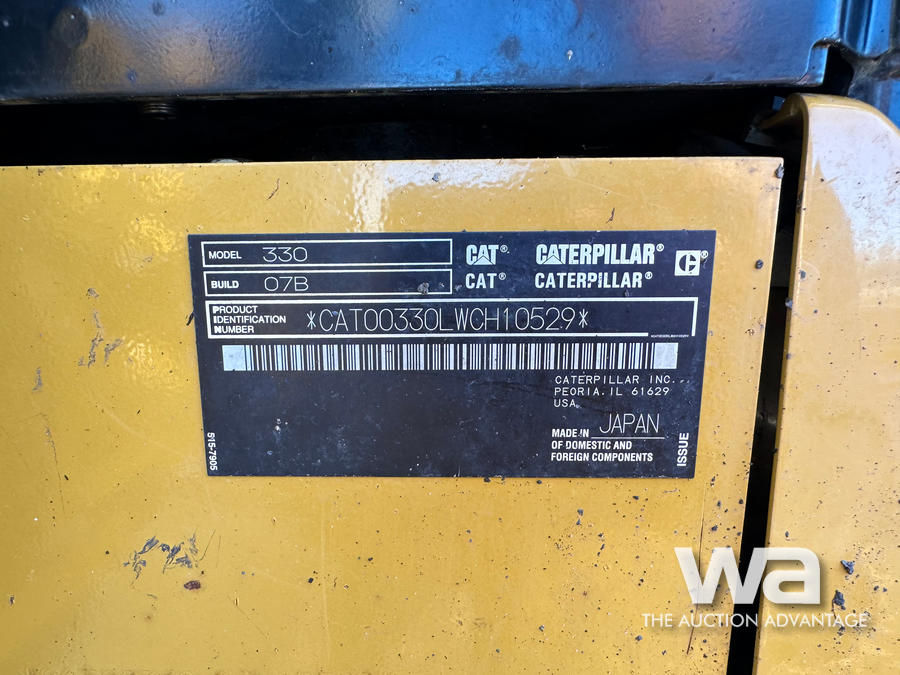 MODEL 330
BUILD 07B
CAT® CATERPILLAR® C®
CAT® CATERPILLAR®
PRODUCT
IDENTIFICATION
NUMBER
*CAT00330LWCH10529*
CATERPILLAR INC.
PEORIA, IL 61629
USA
MADE IN JAPAN
OF DOMESTIC AND
FOREIGN COMPONENTS
515-7905
ISSUE
wa
THE AUCTION ADVANTAGE